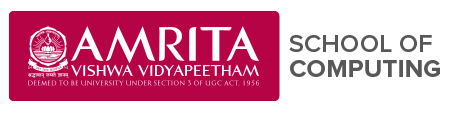 AMRITA
VISHWA VIDYAPEETHAM
DEEMED TO BE UNIVERSITY UNDER SECTION 3 OF UGC ACT, 1956
SCHOOL OF
COMPUTING